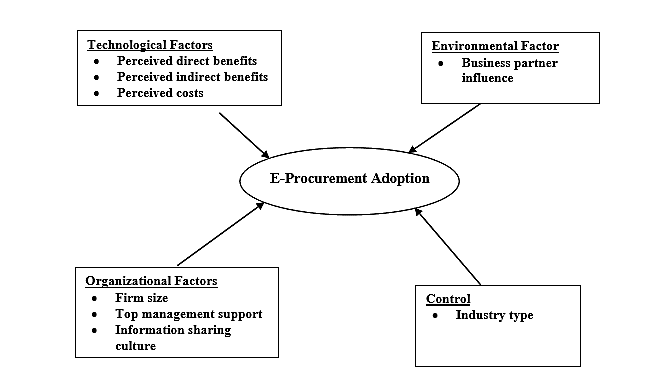 Technological Factors
• Perceived direct benefits
• Perceived indirect benefits
• Perceived costs
Environmental Factor
• Business partner
influence
E-Procurement Adoption
Organizational Factors
• Firm size
• Top management support
• Information sharing
culture
Control
• Industry type